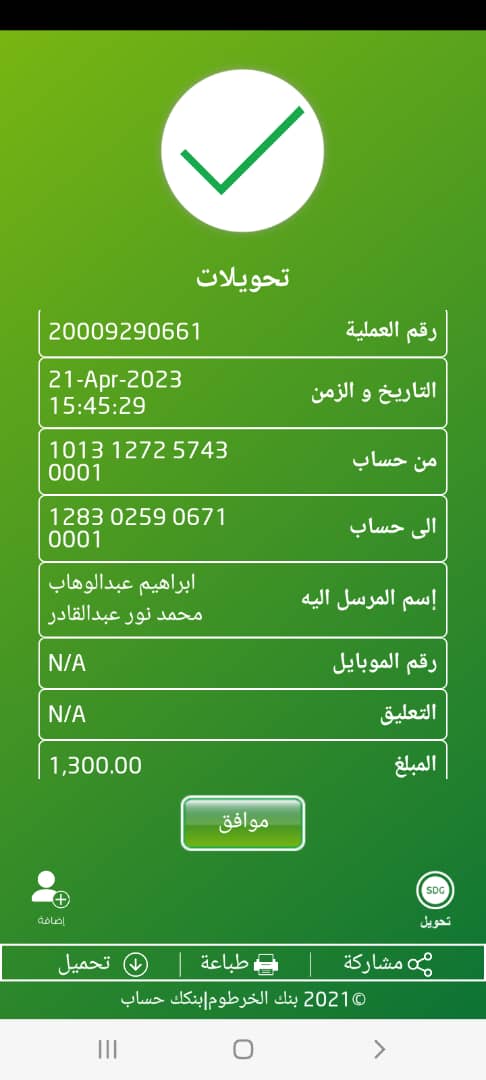 تحويلات
رقم العملية 20009290661
التاريخ و الزمن 21-Apr-2023
15:45:29
من حساب 1013 1272 5743
0001
الى حساب 1283 0259 0671
0001
إسم المرسل اليه ابراهيم عبدالوهاب
محمد نور عبدالقادر
رقم الموبايل N/A
التعليق N/A
المبلغ 1,300.00
موافق
SDG
تحويل
إضافة
مشاركة
طباعة
تحميل
©2021 بنك الخرطوم|بنكك حساب